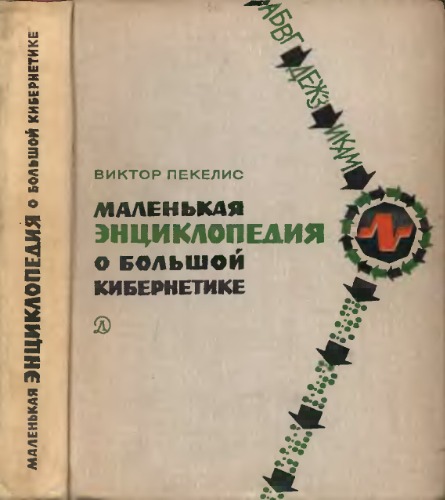 МАЛЕНЬКАЯ ЭНЦИКЛОПЕДИЯ О БОЛЬШОЙ КИБЕРНЕТИКЕ
АБВГ
ДЕЖЗ
ИКЛМ
ВИКТОР ПЕКЕЛИС
МАЛЕНЬКАЯ
ЭНЦИКЛОПЕДИЯ
О БОЛЬШОЙ
КИБЕРНЕТИКЕ